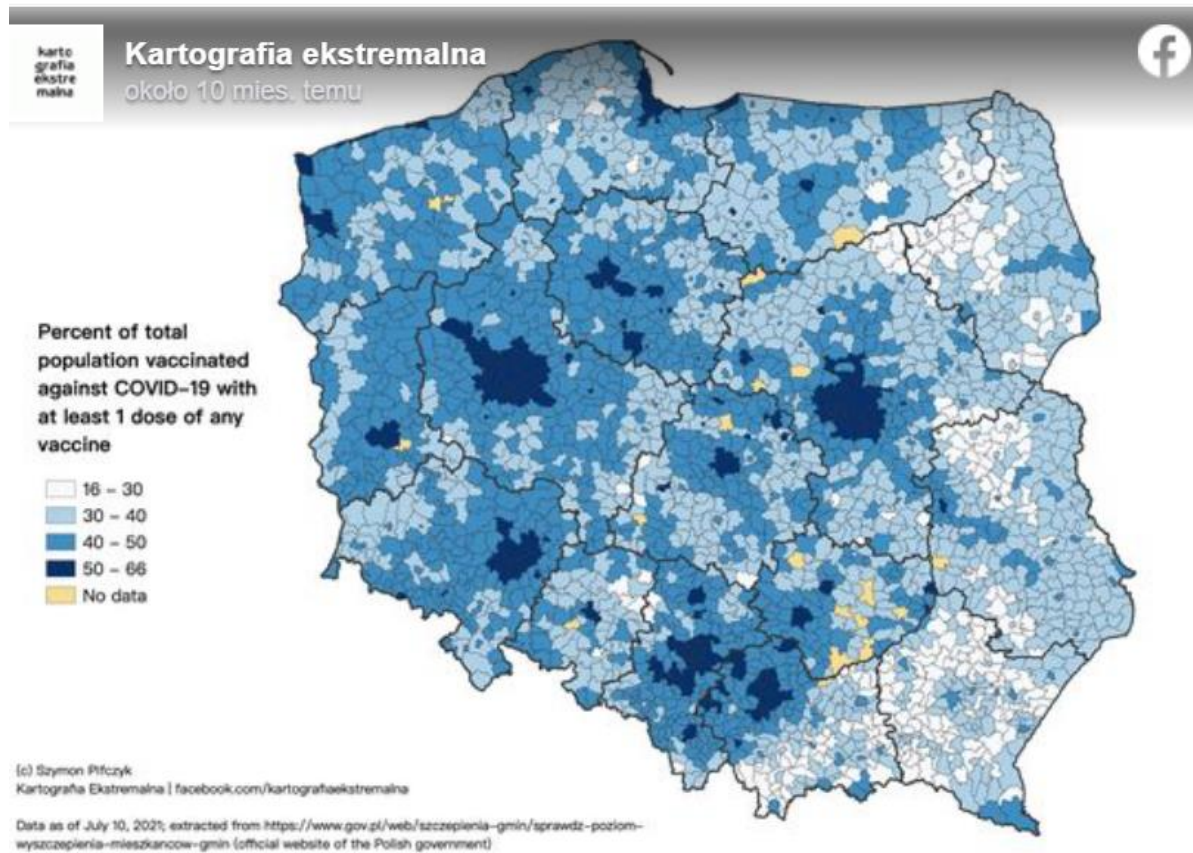 karto
grafia
ekstre
malna
Kartografia ekstremalna
około 10 mies. temu
Percent of total
population vaccinated
against COVID-19 with
at least 1 dose of any
vaccine
16 - 30
30 - 40
40 - 50
50 - 66
No data
(c) Szymon Pifczyk
Kartografia Ekstremalna | facebook.com/kartografiaekstremalna
Data as of July 10, 2021; extracted from https://www.gov.pl/web/szczepienia-gmin/sprawdz-poziom-
wyszczepienia-mieszkancow-gmin (official website of the Polish government)